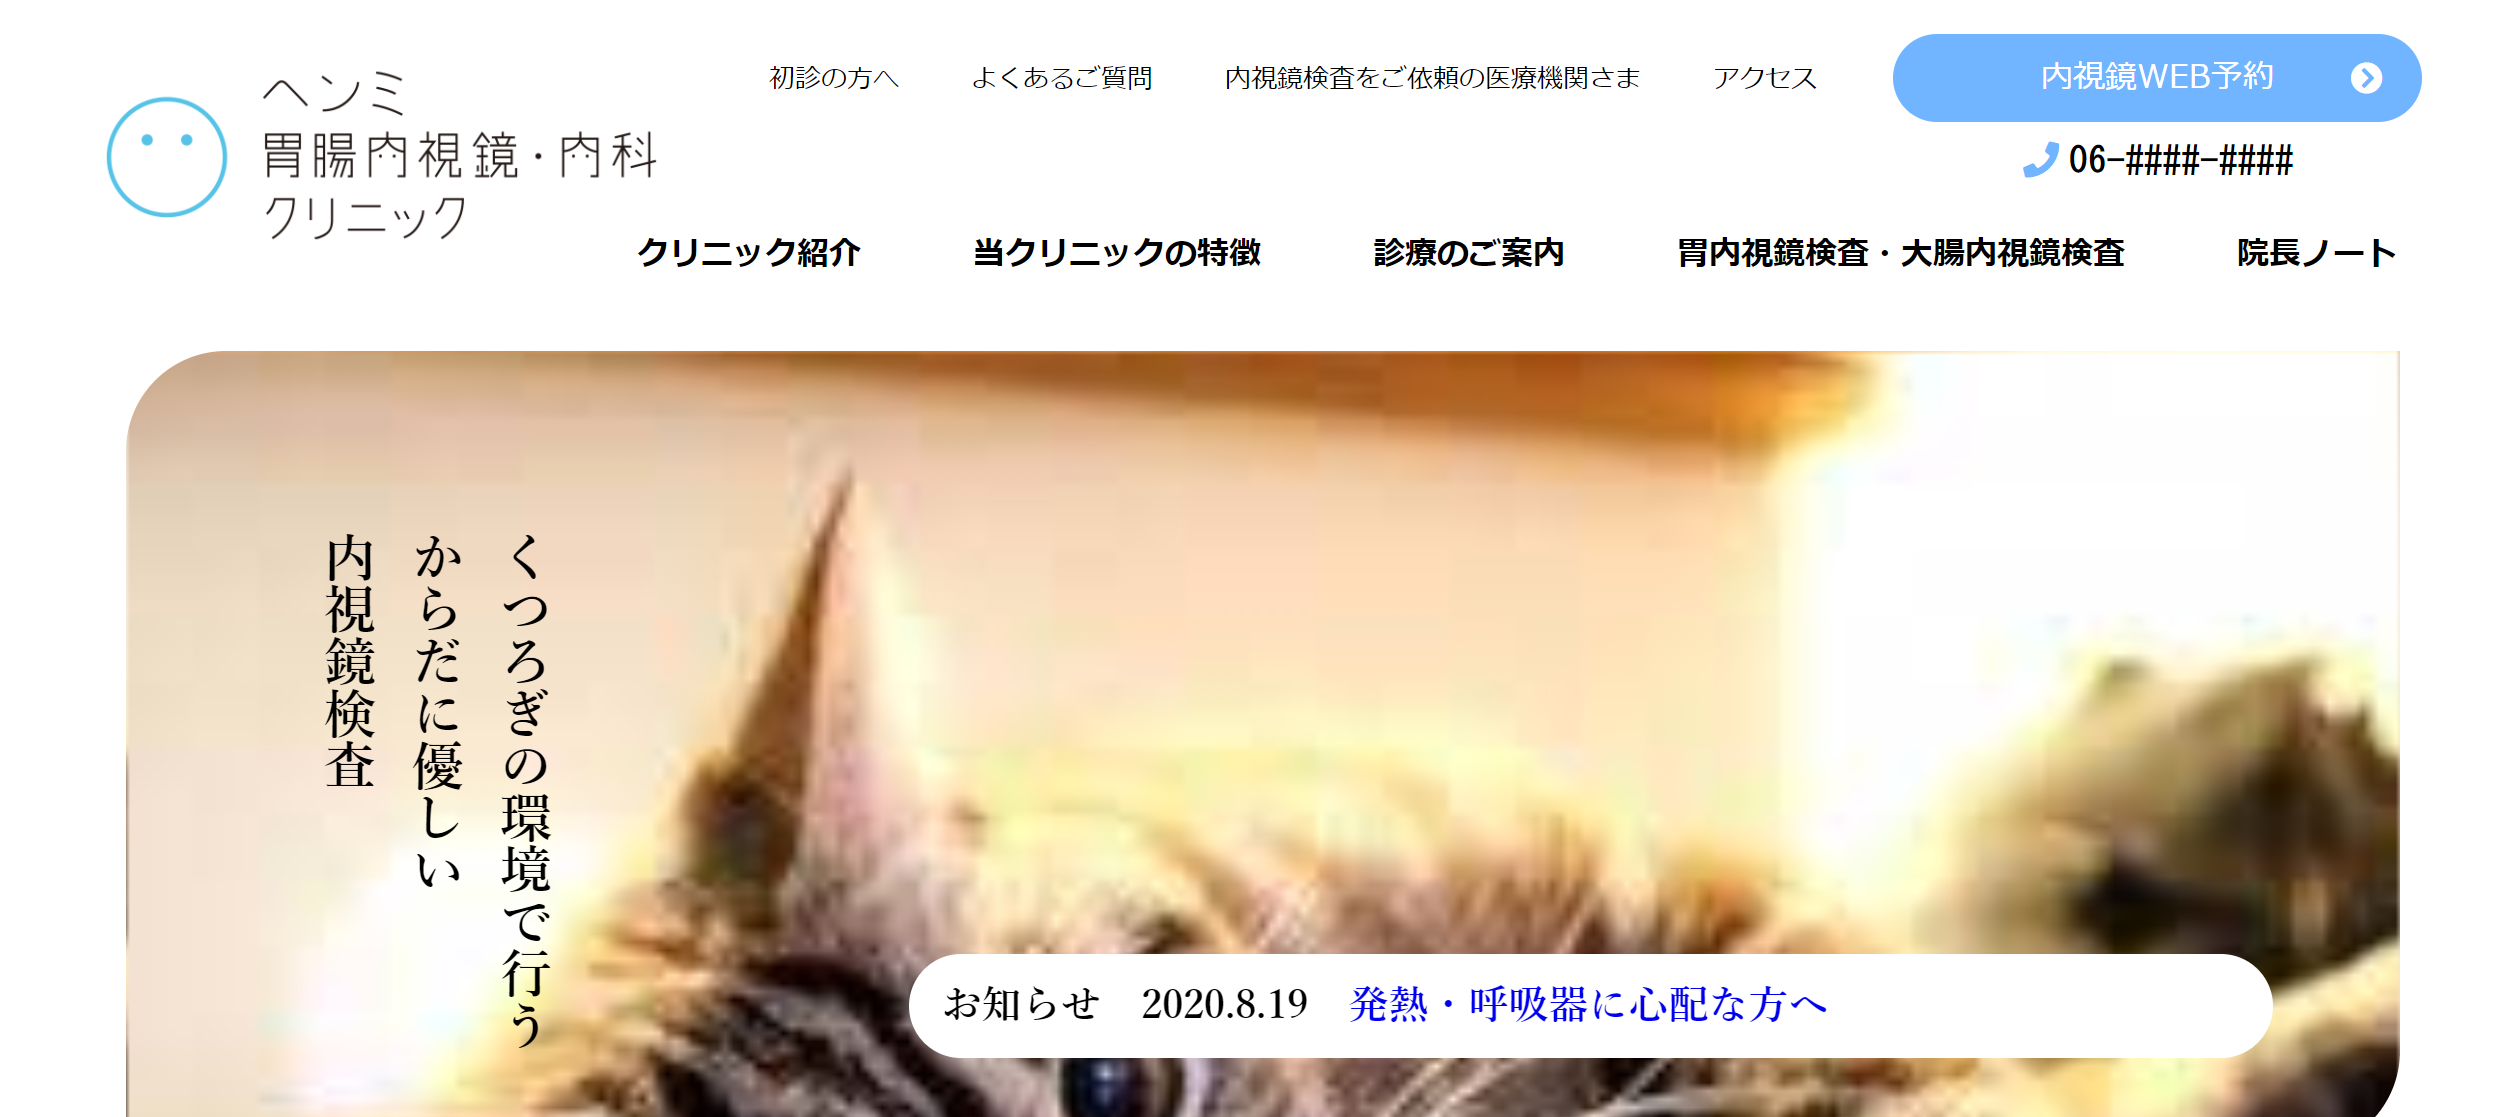 ヘンミ
胃腸内視鏡・内科
クリニック
初診の方へ
よくあるご質問
内視鏡検査をご依頼の医療機関さま
アクセス
内視鏡WEB予約
06-####-####
クリニック紹介
当クリニックの特徴
診療のご案内
胃内視鏡検査・大腸内視鏡検査
院長ノート
くつろぎの環境で行う
からだに優しい
内視鏡検査
お知らせ 2020.8.19 発熱・呼吸器に心配な方へ